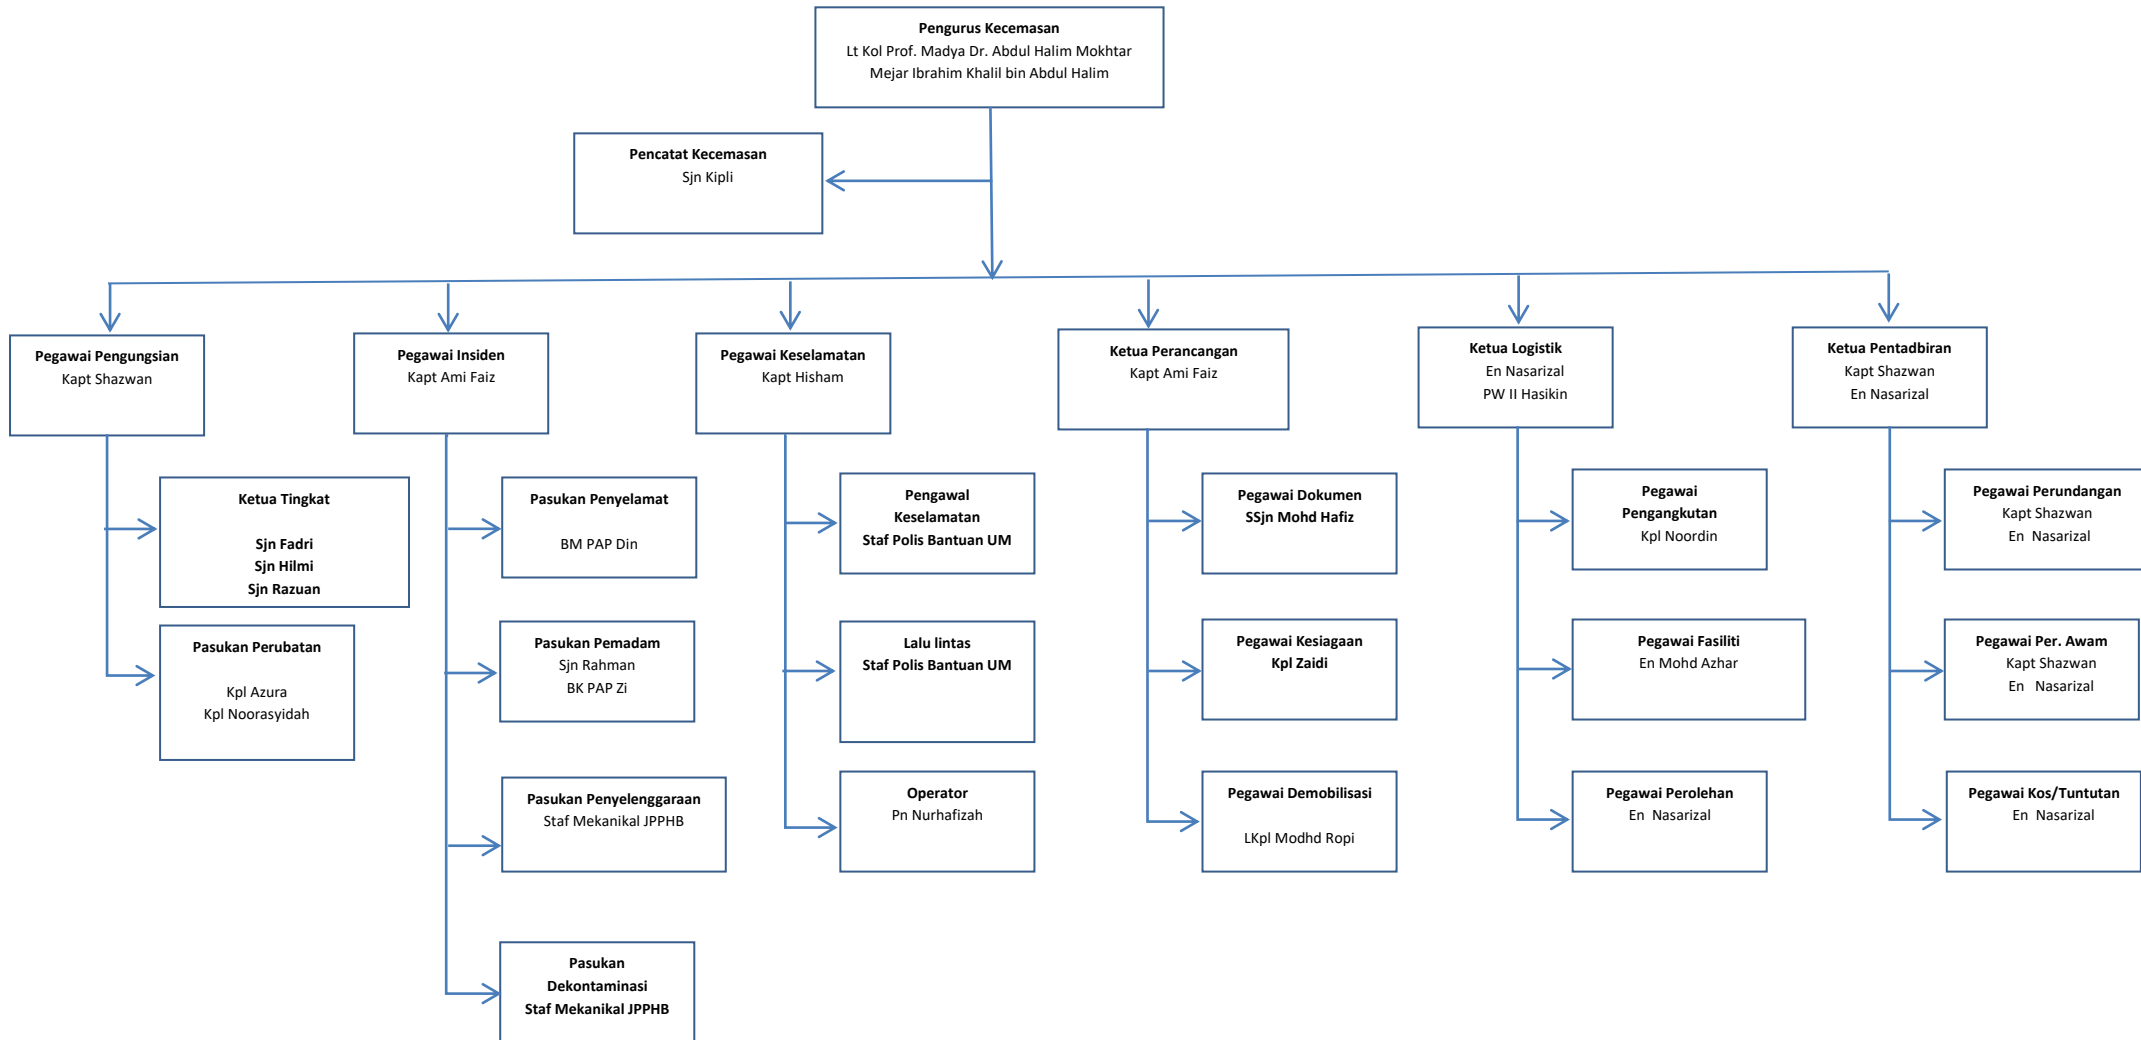 Pengurus Kecemasan
Lt Kol Prof. Madya Dr. Abdul Halim Mokhtar
Mejar Ibrahim Khalil bin Abdul Halim
Pencatat Kecemasan
Sjn Kipli
Pegawai Pengungsian
Kapt Shazwan
Pegawai Insiden
Kapt Ami Faiz
Pegawai Keselamatan
Kapt Hisham
Ketua Perancangan
Kapt Ami Faiz
Ketua Logistik
En Nasarizal
PW II Hasikin
Ketua Pentadbiran
Kapt Shazwan
En Nasarizal
Ketua Tingkat
Sjn Fadri
Sjn Hilmi
Sjn Razuan
Pasukan Perubatan
Kpl Azura
Kpl Noorasyidah
Pasukan Penyelamat
BM PAP Din
Pasukan Pemadam
Sjn Rahman
BK PAP Zi
Pasukan Penyelenggaraan
Staf Mekanikal JPPHB
Pasukan
Dekontaminasi
Staf Mekanikal JPPHB
Pengawal
Keselamatan
Staf Polis Bantuan UM
Lalu lintas
Staf Polis Bantuan UM
Operator
Pn Nurhafizah
Pegawai Dokumen
SSjn Mohd Hafiz
Pegawai Kesiagaan
Kpl Zaidi
Pegawai Demobilisasi
LKpl Modhd Ropi
Pegawai
Pengangkutan
Kpl Noordin
Pegawai Fasiliti
En Mohd Azhar
Pegawai Perolehan
En Nasarizal
Pegawai Perundangan
Kapt Shazwan
En Nasarizal
Pegawai Per. Awam
Kapt Shazwan
En Nasarizal
Pegawai Kos/Tuntutan
En Nasarizal